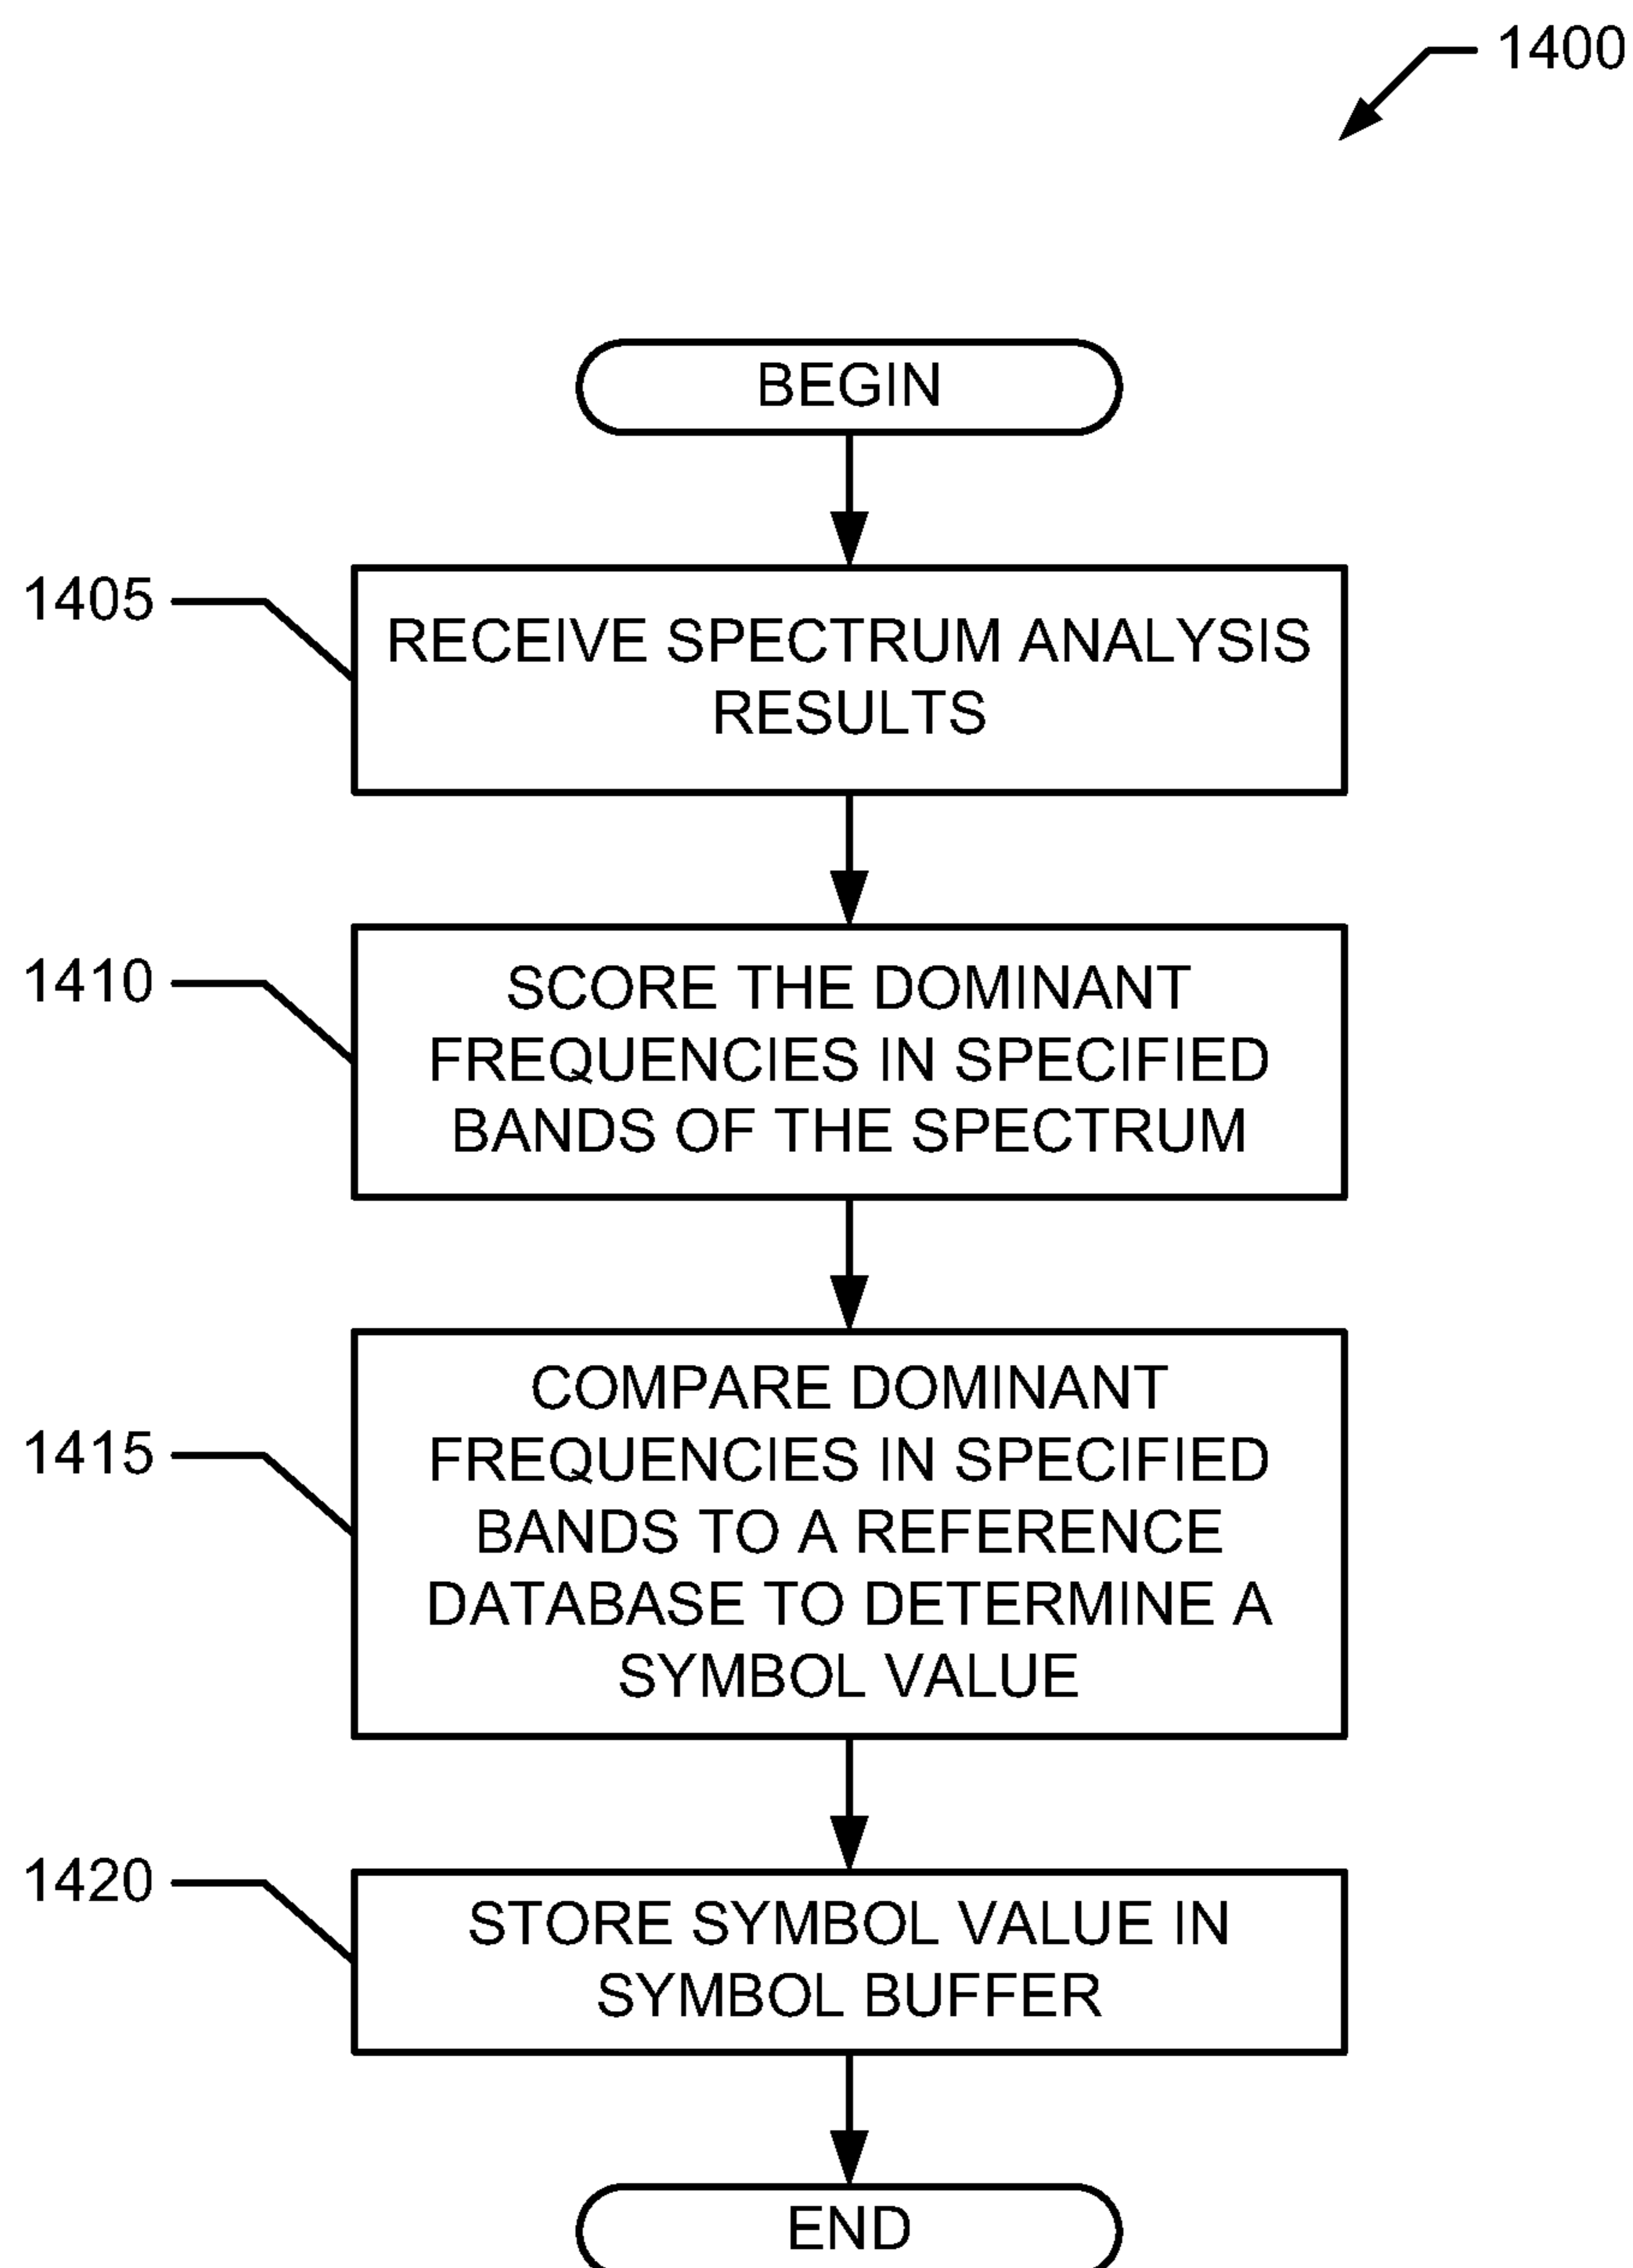 1400
BEGIN
1405
RECEIVE SPECTRUM ANALYSIS
RESULTS
1410
SCORE THE DOMINANT
FREQUENCIES IN SPECIFIED
BANDS OF THE SPECTRUM
1415
COMPARE DOMINANT
FREQUENCIES IN SPECIFIED
BANDS TO A REFERENCE
DATABASE TO DETERMINE A
SYMBOL VALUE
1420
STORE SYMBOL VALUE IN
SYMBOL BUFFER
END